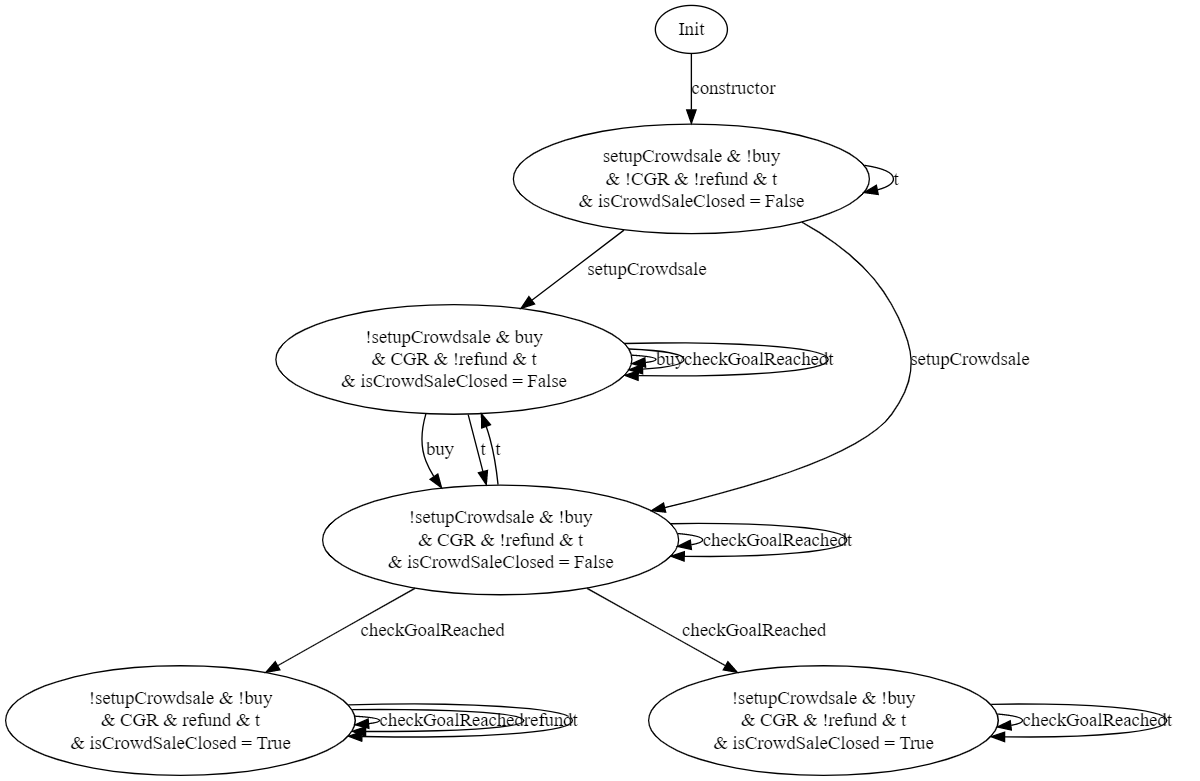 Init
constructor
setupCrowdsale & !buy
& !CGR & !refund & t
& isCrowdSaleClosed = False
t
setupCrowdsale
!setupCrowdsale & buy
& CGR & !refund & t
& isCrowdSaleClosed = False
buy
checkGoalReached
t
setupCrowdsale
buy
t
t
!setupCrowdsale & !buy
& CGR & !refund & t
& isCrowdSaleClosed = False
checkGoalReached
t
checkGoalReached
checkGoalReached
!setupCrowdsale & !buy
& CGR & refund & t
& isCrowdSaleClosed = True
checkGoalReached
refund
t
!setupCrowdsale & !buy
& CGR & !refund & t
& isCrowdSaleClosed = True
checkGoalReached
t